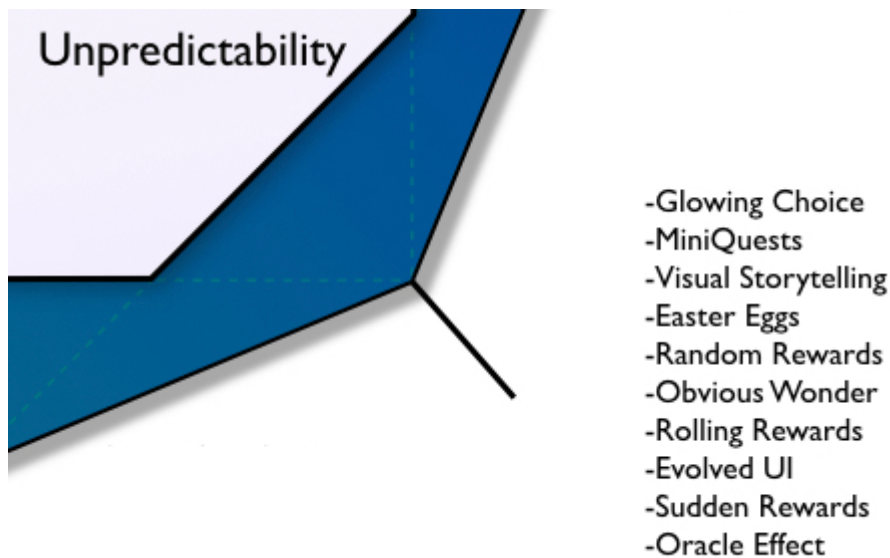 Unpredictability
-Glowing Choice
-MiniQuests
-Visual Storytelling
-Easter Eggs
-Random Rewards
-Obvious Wonder
-Rolling Rewards
-Evolved UI
-Sudden Rewards
-Oracle Effect